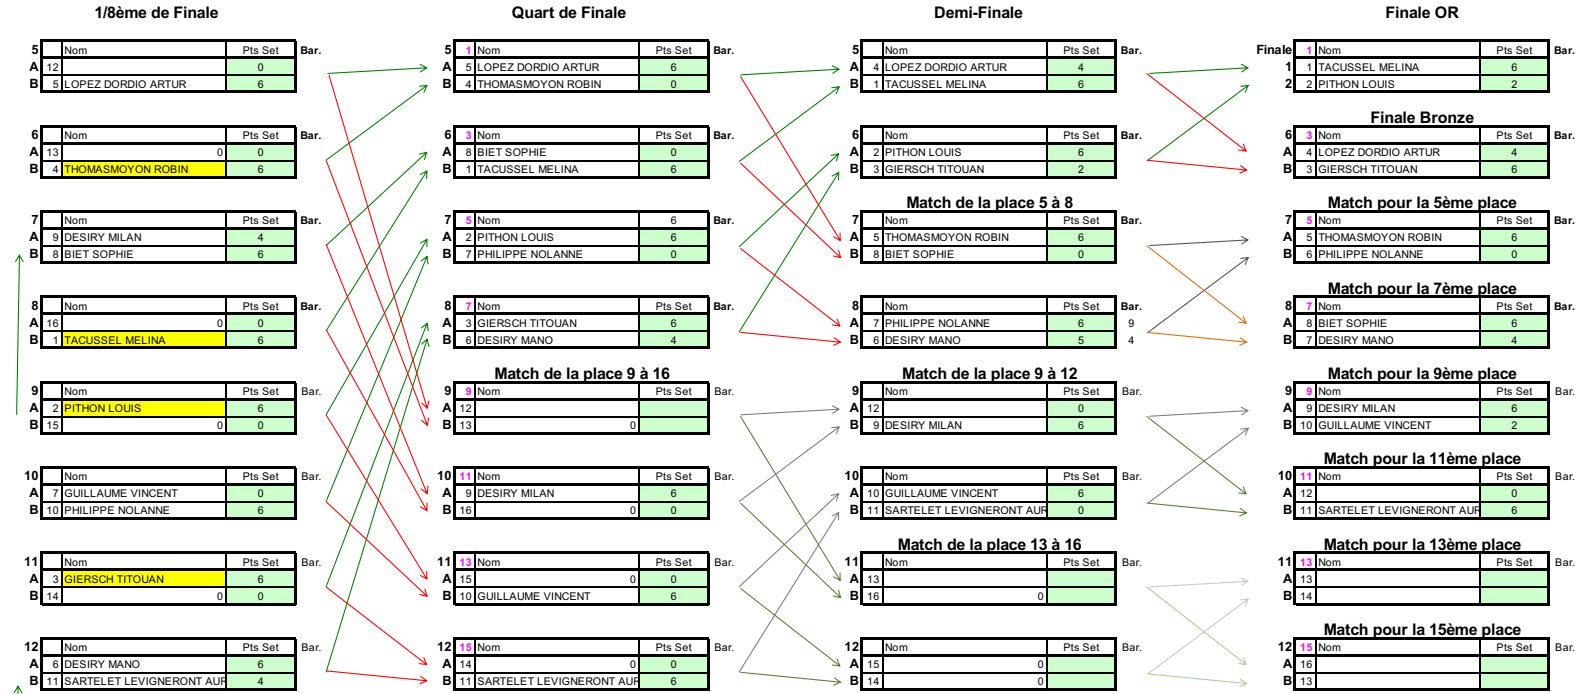 1/8ème de Finale
5 Nom Pts Set Bar.
A 12 0
B 5 LOPEZ DORDIO ARTUR 6
6 Nom Pts Set Bar.
A 13 0 0
B 4 THOMASMOYON ROBIN 6
7 Nom Pts Set Bar.
A 9 DESIRY MILAN 4
B 8 BIET SOPHIE 6
8 Nom Pts Set Bar.
A 16 0 0
B 1 TACUSSEL MELINA 6
9 Nom Pts Set Bar.
A 2 PITHON LOUIS 6
B 15 0 0
10 Nom Pts Set Bar.
A 7 GUILLAUME VINCENT 0
B 10 PHILIPPE NOLANNE 6
11 Nom Pts Set Bar.
A 3 GIERSCH TITOUAN 6
B 14 0 0
12 Nom Pts Set Bar.
A 6 DESIRY MANO 6
B 11 SARTELET LEVIGNERONT AUR 4
Quart de Finale
5 1 Nom Pts Set Bar.
A 5 LOPEZ DORDIO ARTUR 6
B 4 THOMASMOYON ROBIN 0
6 3 Nom Pts Set Bar.
A 8 BIET SOPHIE 0
B 1 TACUSSEL MELINA 6
7 5 Nom 6 Bar.
A 2 PITHON LOUIS 6
B 7 PHILIPPE NOLANNE 0
8 7 Nom Pts Set Bar.
A 3 GIERSCH TITOUAN 6
B 6 DESIRY MANO 4
Match de la place 9 à 16
9 9 Nom Pts Set Bar.
A 12
B 13 0
10 11 Nom Pts Set Bar.
A 9 DESIRY MILAN 6
B 16 0 0
11 13 Nom Pts Set Bar.
A 15 0 0
B 10 GUILLAUME VINCENT 6
12 15 Nom Pts Set Bar.
A 14 0 0
B 11 SARTELET LEVIGNERONT AUR 6
Demi-Finale
5 Nom Pts Set Bar.
A 4 LOPEZ DORDIO ARTUR 4
B 1 TACUSSEL MELINA 6
6 Nom Pts Set Bar.
A 2 PITHON LOUIS 6
B 3 GIERSCH TITOUAN 2
Match de la place 5 à 8
7 Nom Pts Set Bar.
A 5 THOMASMOYON ROBIN 6
B 8 BIET SOPHIE 0
8 Nom Pts Set Bar.
A 7 PHILIPPE NOLANNE 6 9
B 6 DESIRY MANO 5 4
Match de la place 9 à 12
9 Nom Pts Set Bar.
A 12 0
B 9 DESIRY MILAN 6
10 Nom Pts Set Bar.
A 10 GUILLAUME VINCENT 6
B 11 SARTELET LEVIGNERONT AUR 0
Match de la place 13 à 16
11 Nom Pts Set Bar.
A 13
B 16 0
12 Nom Pts Set Bar.
A 15 0
B 14 0
Finale OR
Finale 1 Nom Pts Set Bar.
1 1 TACUSSEL MELINA 6
2 2 PITHON LOUIS 2
Finale Bronze
6 3 Nom Pts Set Bar.
A 4 LOPEZ DORDIO ARTUR 4
B 3 GIERSCH TITOUAN 6
Match pour la 5ème place
7 5 Nom Pts Set Bar.
A 5 THOMASMOYON ROBIN 6
B 6 PHILIPPE NOLANNE 0
Match pour la 7ème place
8 7 Nom Pts Set Bar.
A 8 BIET SOPHIE 6
B 7 DESIRY MANO 4
Match pour la 9ème place
9 9 Nom Pts Set Bar.
A 9 DESIRY MILAN 6
B 10 GUILLAUME VINCENT 2
Match pour la 11ème place
10 11 Nom Pts Set Bar.
A 12 0
B 11 SARTELET LEVIGNERONT AUR 6
Match pour la 13ème place
11 13 Nom Pts Set Bar.
A 13
B 14
Match pour la 15ème place
12 15 Nom Pts Set Bar.
A 16
B 13